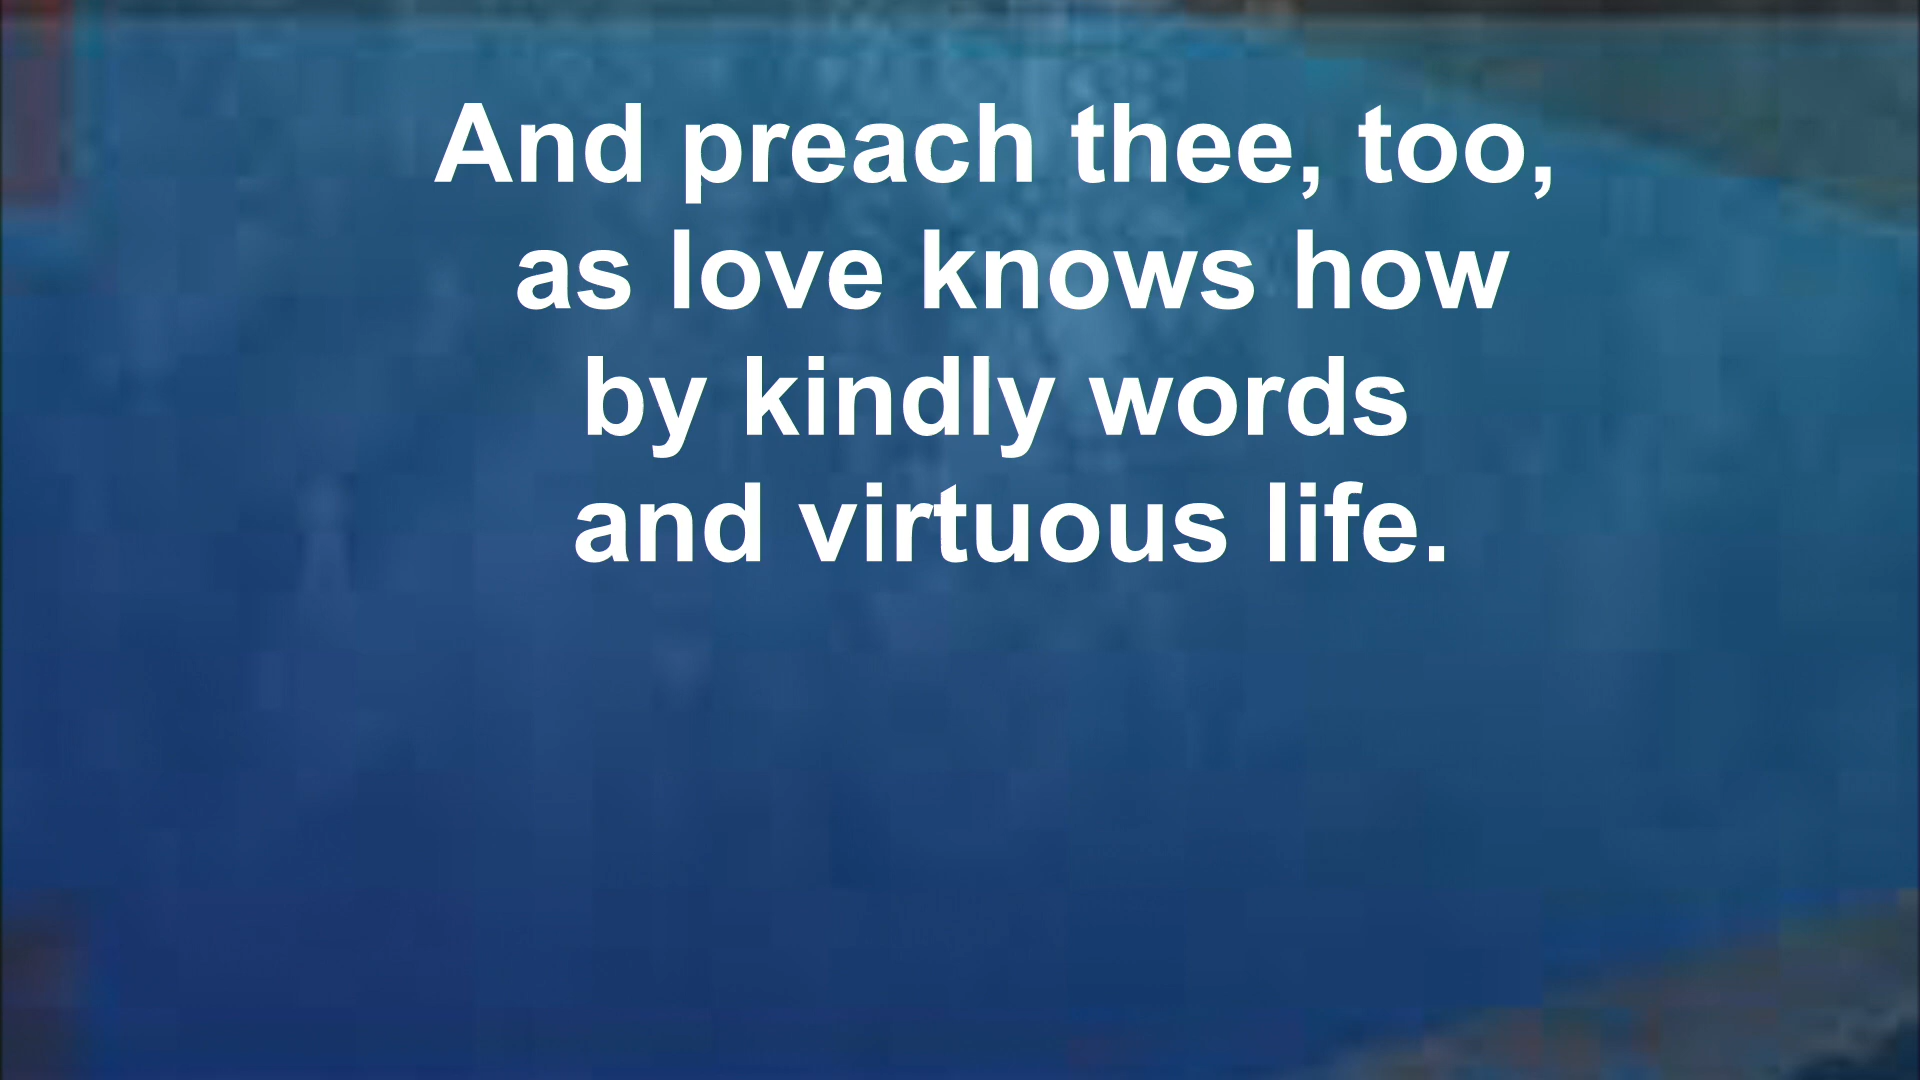 And preach thee, too,
as love knows how
by kindly words
and virtuous life.